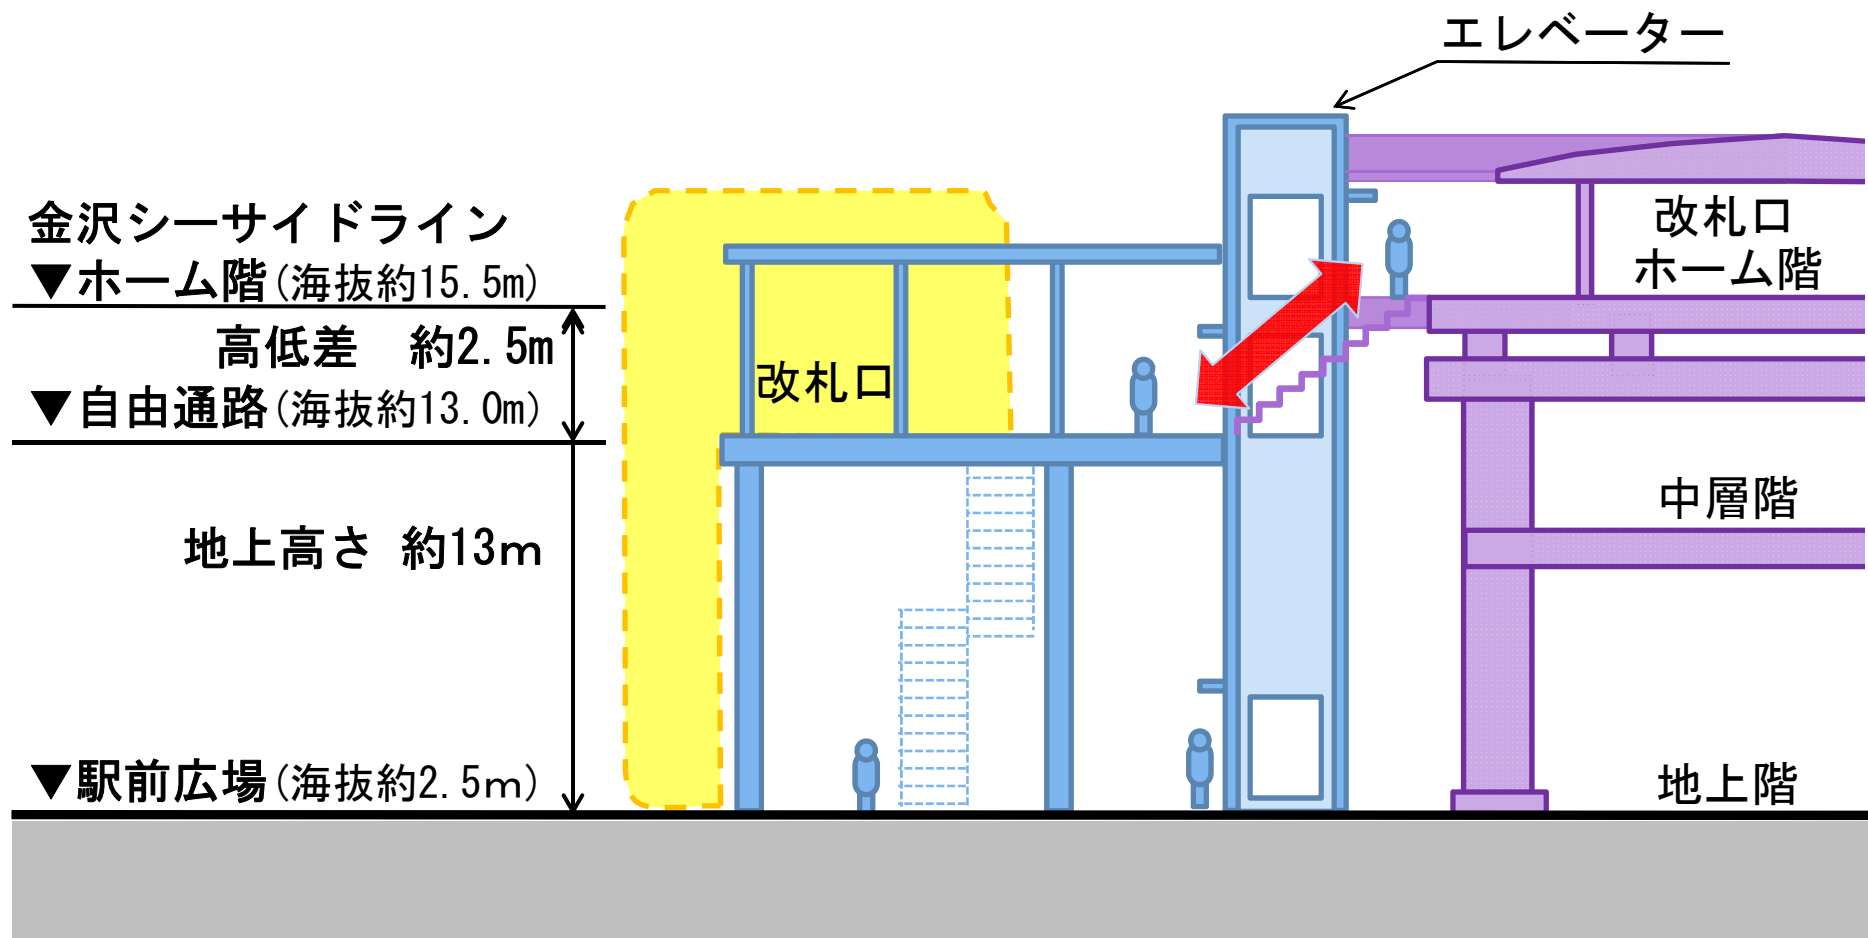 エレベーター
金沢シーサイドライン
▼ホーム階(海抜約15.5m)
高低差　約2.5m
▼自由通路(海抜約13.0m)
地上高さ 約13m
▼駅前広場(海抜約2.5m)
改札口
改札口
ホーム階
中層階
地上階